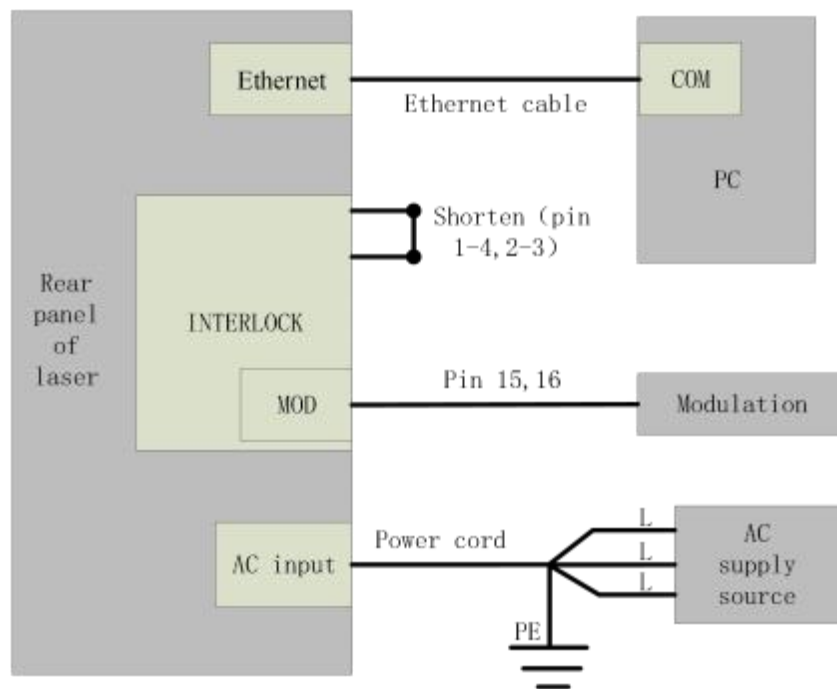 Ethernet
COM
Ethernet cable
PC
Shorten（pin
1-4,2-3）
Rear
panel
of
laser
INTERLOCK
Pin 15,16
MOD
Modulation
L
Power cord
AC
AC input
L
supply
L
source
PE